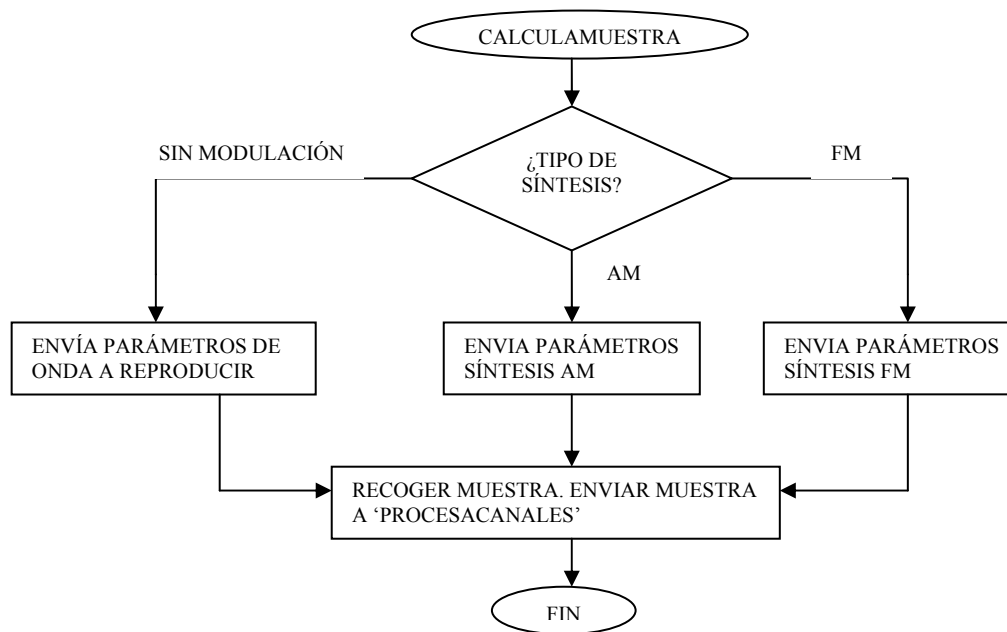 CALCULAMUESTRA
SIN MODULACIÓN
¿TIPO DE
SÍNTESIS?
FM
AM
ENVÍA PARÁMETROS DE
ONDA A REPRODUCIR
ENVIA PARÁMETROS
SÍNTESIS AM
ENVIA PARÁMETROS
SÍNTESIS FM
RECOGER MUESTRA. ENVIAR MUESTRA
A ‘PROCESACANALES’
FIN